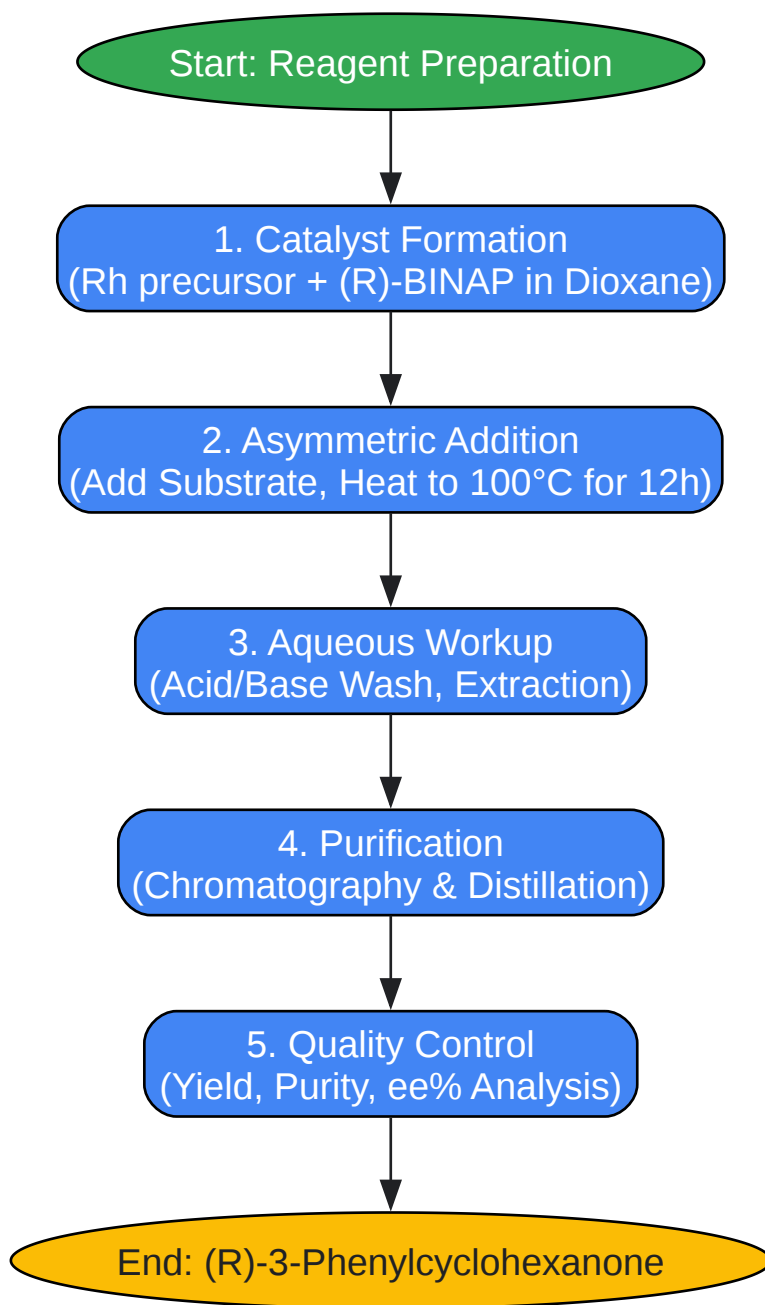 Start: Reagent Preparation
1. Catalyst Formation
(Rh precursor + (R)-BINAP in Dioxane)
2. Asymmetric Addition
(Add Substrate, Heat to 100°C for 12h)
3. Aqueous Workup
(Acid/Base Wash, Extraction)
4. Purification
(Chromatography & Distillation)
5. Quality Control
(Yield, Purity, ee% Analysis)
End: (R)-3-Phenylcyclohexanone